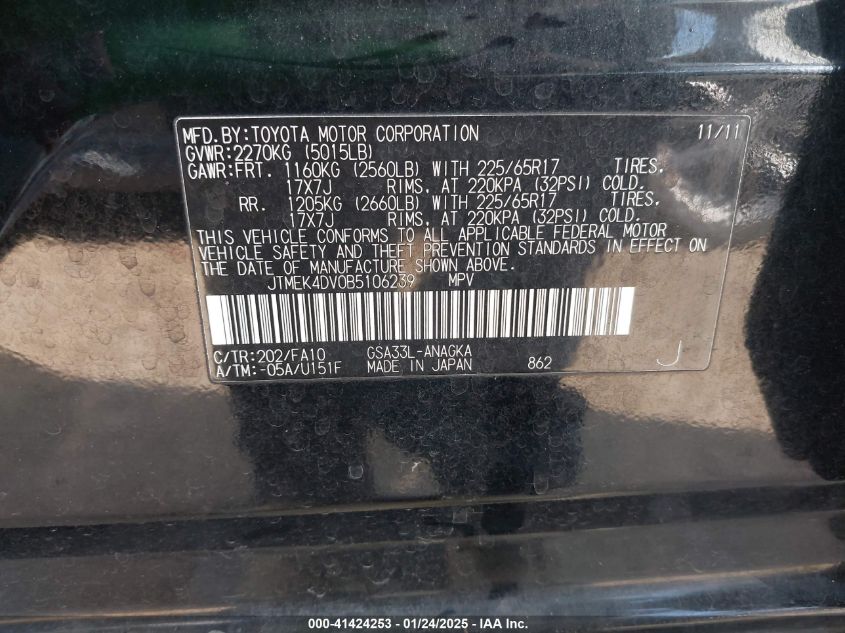 MFD.BY:TOYOTA MOTOR CORPORATION 11/11
GVWR:2270KG (5015LB)
GAWR:FRT. 1160KG (2560LB) WITH 225/65R17 TIRES,
17X7J RIMS, AT 220KPA (32PSI) COLD.
RR. 1205KG (2660LB) WITH 225/65R17 TIRES,
17X7J RIMS, AT 220KPA (32PSI) COLD.
THIS VEHICLE CONFORMS TO ALL APPLICABLE FEDERAL MOTOR
VEHICLE SAFETY AND THEFT PREVENTION STANDARDS IN EFFECT ON
THE DATE OF MANUFACTURE SHOWN ABOVE.
JTMEK4DV0B5106239 MPV
C/TR:202/FA10 GSA33L-ANAGKA
A/TM:-05A/U151F MADE IN JAPAN 862 J
000-41424253 - 01/24/2025 - IAA Inc.